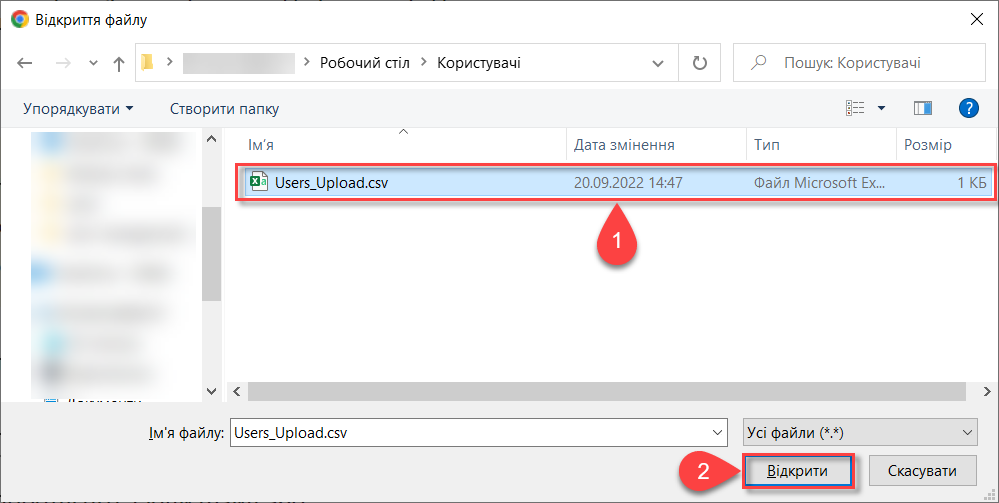 Відкриття файлу
Робочий стіл > Користувачі
Пошук: Користувачі
Упорядкувати
Створити папку
?
Ім'я Дата змінення Тип Розмір
Users_Upload.csv 20.09.2022 14:47 Файл Microsoft Ex... 1 КБ
1
Ім'я файлу: Users_Upload.csv Усі файли (*.*)
2 Відкрити Скасувати